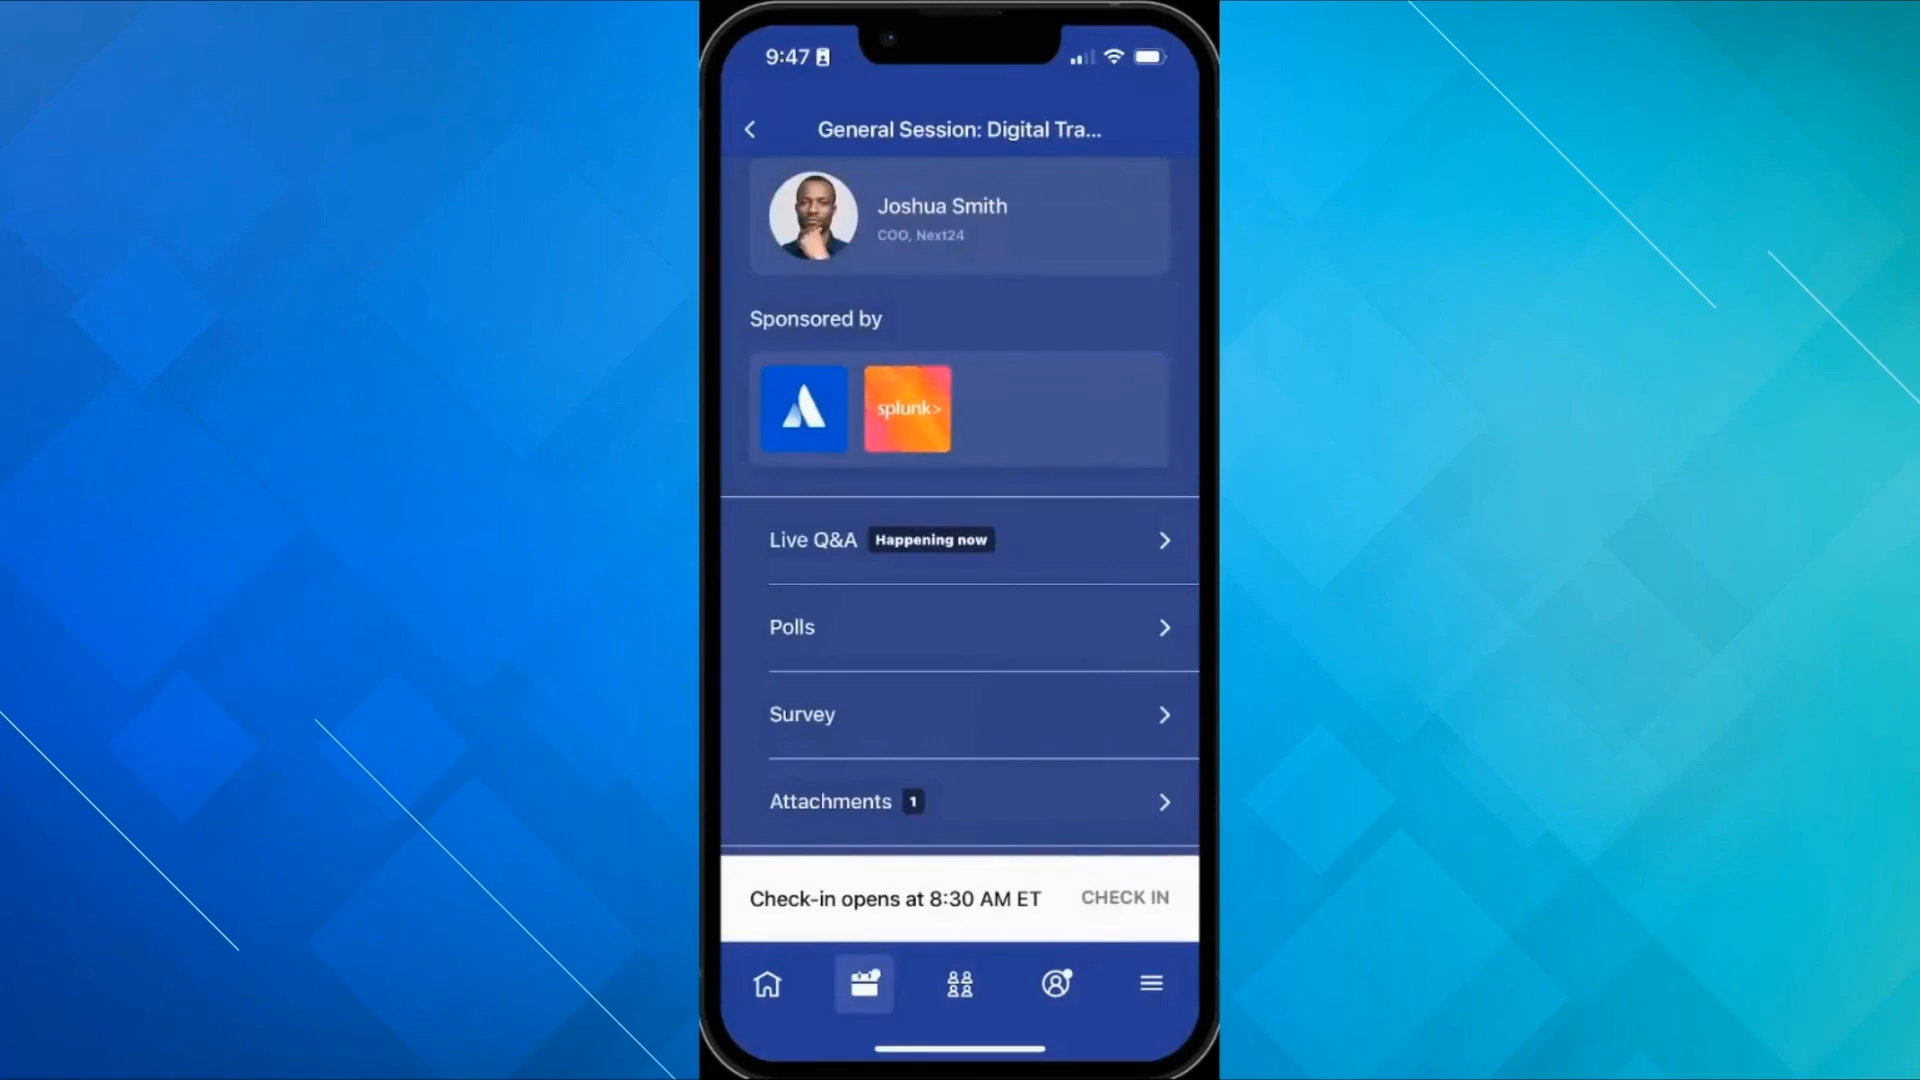 9:47
General Session: Digital Tra...
Joshua Smith
COO, Next24
Sponsored by
splunk>
Live Q&A Happening now
Polls
Survey
Attachments 1
Check-in opens at 8:30 AM ET CHECK IN